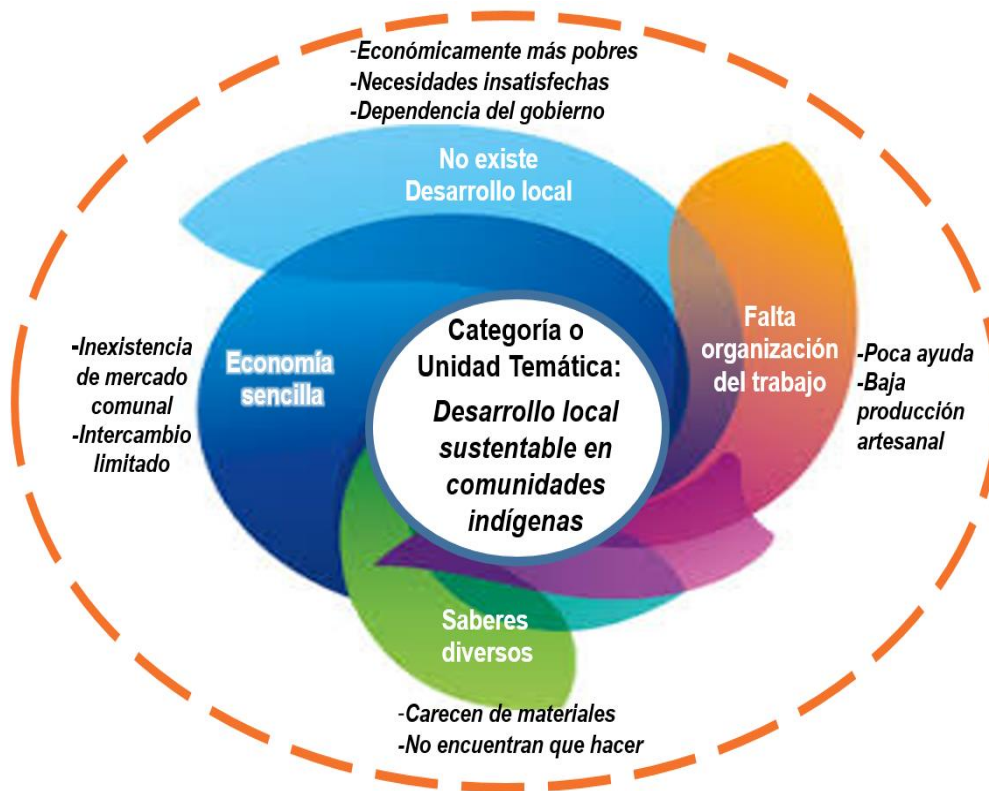 -Económicamente más pobres
-Necesidades insatisfechas
-Dependencia del gobierno
No existe
Desarrollo local
Falta
organización
del trabajo
-Poca ayuda
-Baja
producción
artesanal
Categoría o
Unidad Temática:
Desarrollo local
sustentable en
comunidades
indígenas
Economía
sencilla
-Inexistencia
de mercado
comunal
-Intercambio
limitado
Saberes
diversos
-Carecen de materiales
-No encuentran que hacer